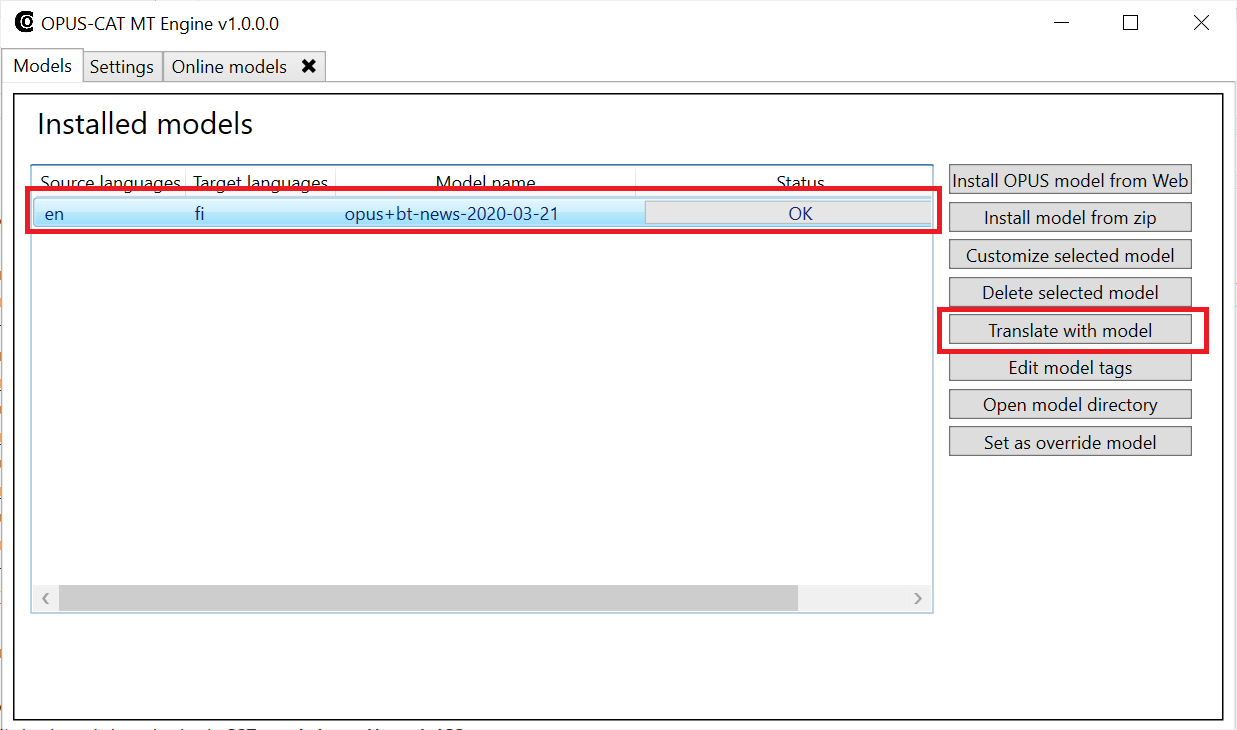 OPUS-CAT MT Engine v1.0.0.0
Models Settings Online models
Installed models
Source languages Target languages Model name Status
en fi opus+bt-news-2020-03-21 OK
Install OPUS model from Web
Install model from zip
Customize selected model
Delete selected model
Translate with model
Edit model tags
Open model directory
Set as override model